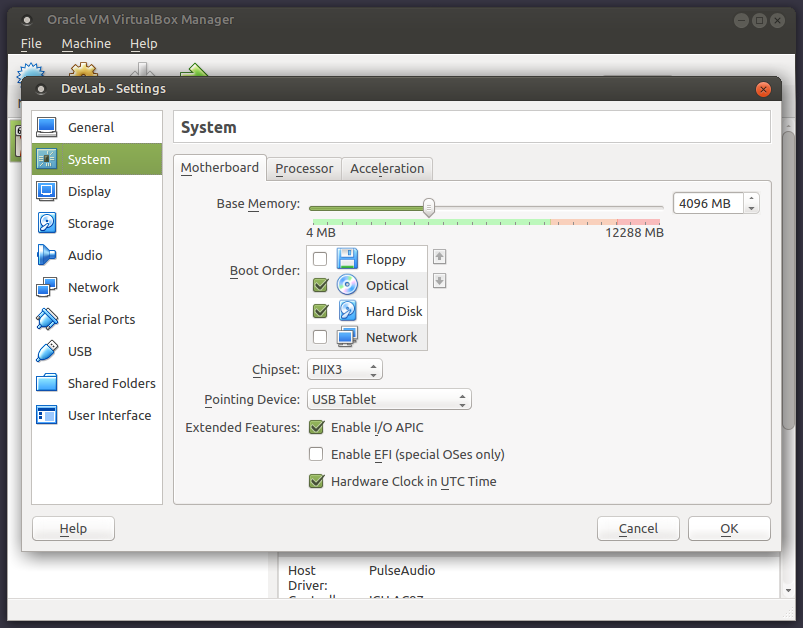 Oracle VM VirtualBox Manager
File Machine Help
DevLab - Settings
General
System
Display
Storage
Audio
Network
Serial Ports
USB
Shared Folders
User Interface
System
Motherboard Processor Acceleration
Base Memory: 4096 MB
4 MB 12288 MB
Boot Order:
Floppy
Optical
Hard Disk
Network
Chipset: PIIX3
Pointing Device: USB Tablet
Extended Features: Enable I/O APIC
Enable EFI (special OSes only)
Hardware Clock in UTC Time
Help Cancel OK
Host PulseAudio
Driver: